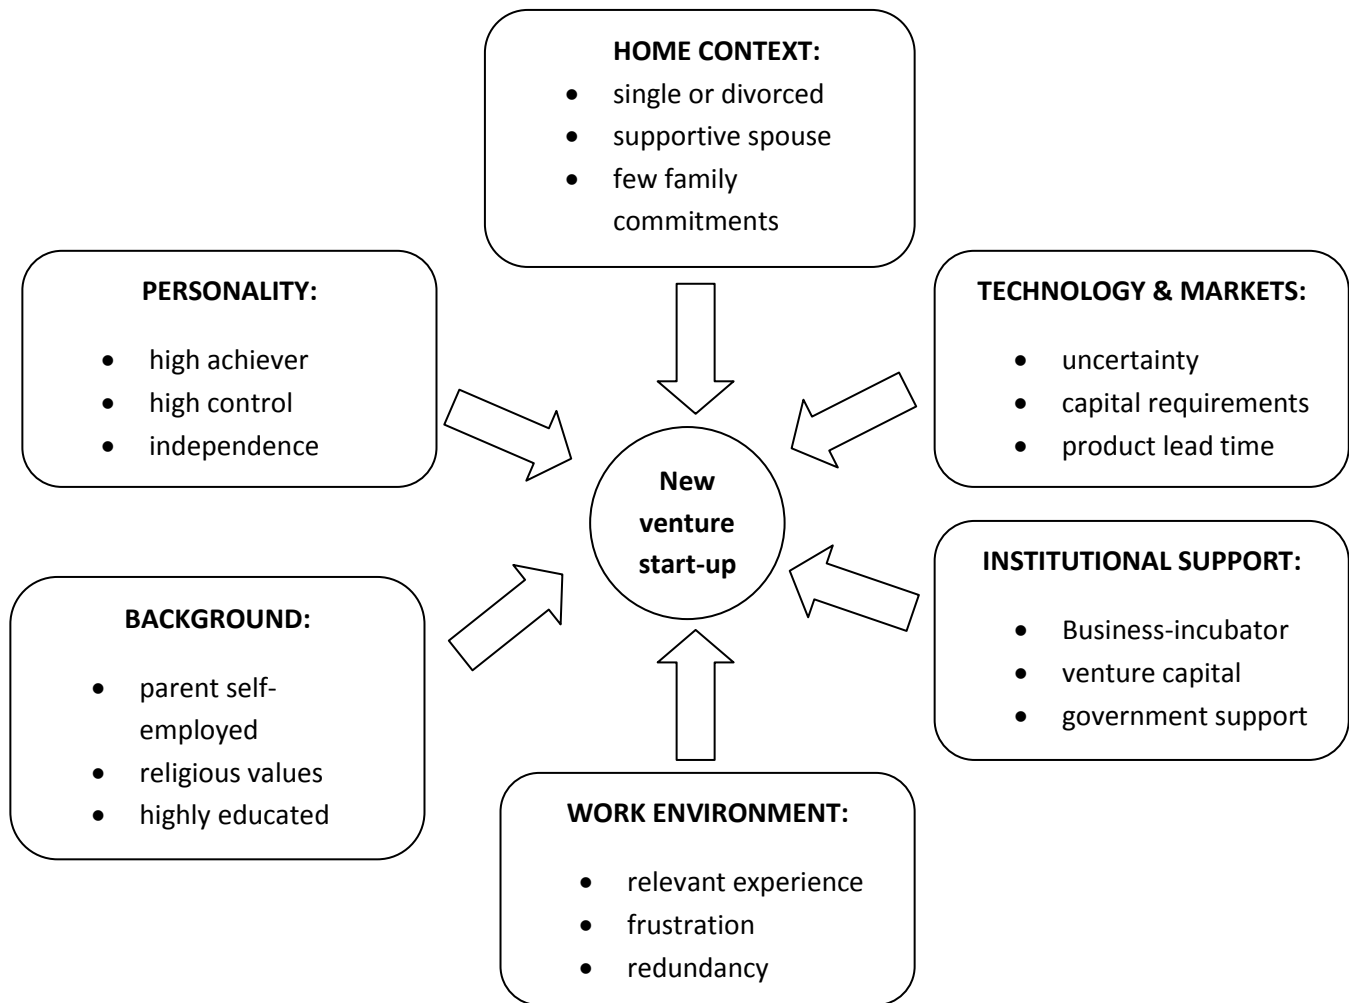 HOME CONTEXT:
• single or divorced
• supportive spouse
• few family
commitments
PERSONALITY:
• high achiever
• high control
• independence
TECHNOLOGY & MARKETS:
• uncertainty
• capital requirements
• product lead time
New
venture
start-up
BACKGROUND:
• parent self-
employed
• religious values
• highly educated
INSTITUTIONAL SUPPORT:
• Business-incubator
• venture capital
• government support
WORK ENVIRONMENT:
• relevant experience
• frustration
• redundancy